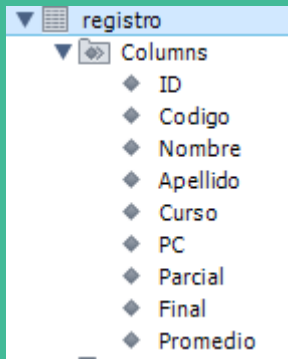 registro
Columns
ID
Codigo
Nombre
Apellido
Curso
PC
Parcial
Final
Promedio